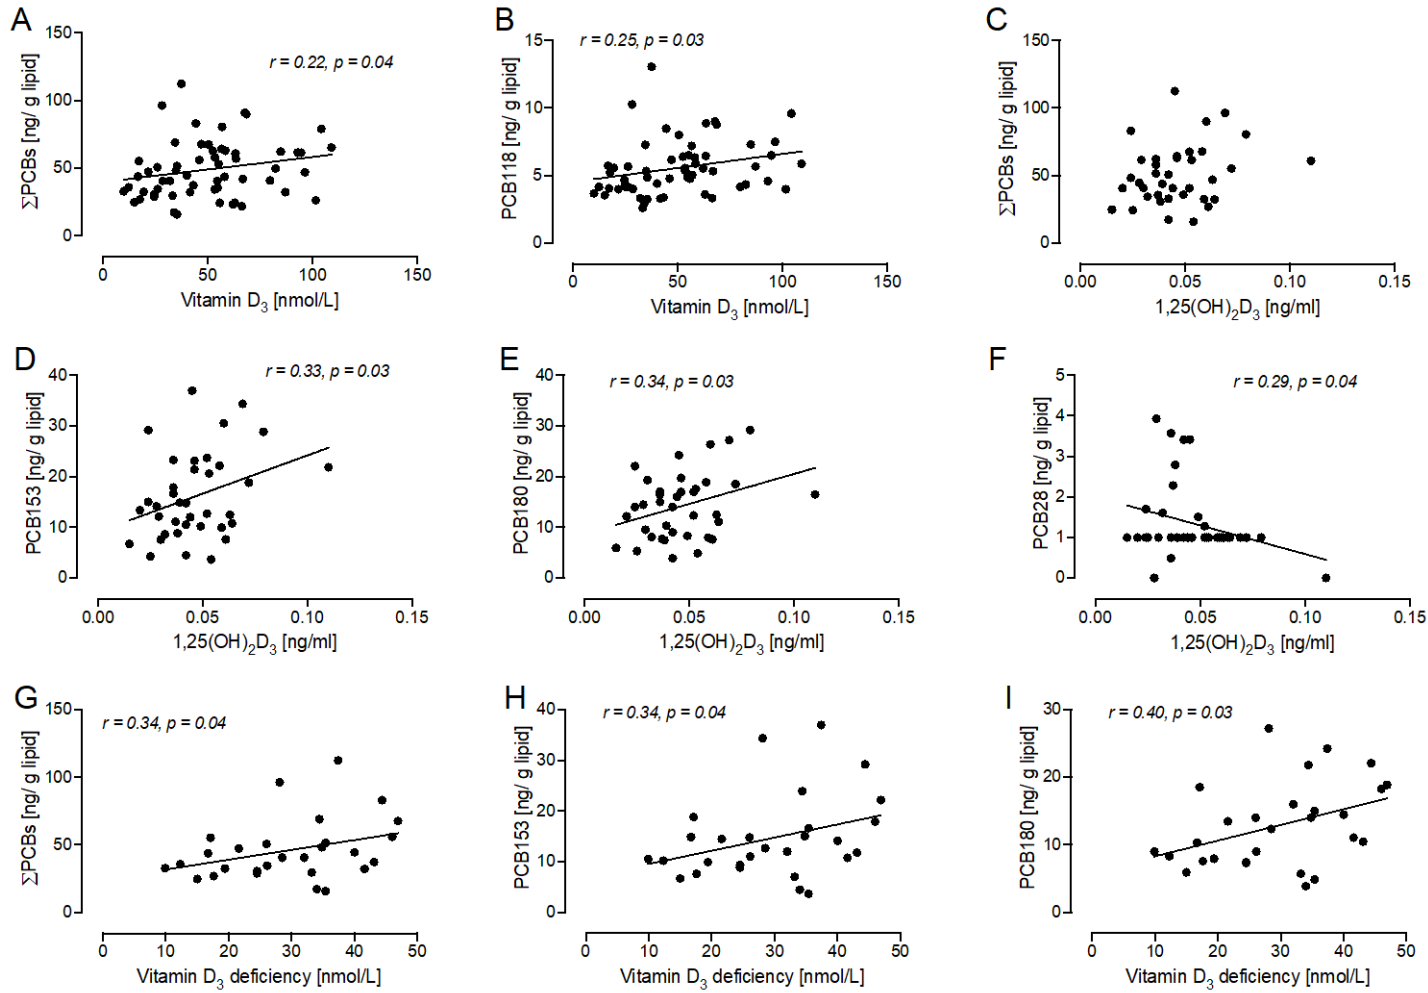 A
150
100
50
0
ΣPCBs [ng/ g lipid]
r = 0.22, p = 0.04
0 50 100 150
Vitamin D3 [nmol/L]
B
15
10
5
0
PCB118 [ng/ g lipid]
r = 0.25, p = 0.03
0 50 100 150
Vitamin D3 [nmol/L]
C
150
100
50
0
ΣPCBs [ng/ g lipid]
0.00 0.05 0.10 0.15
1,25(OH)2D3 [ng/ml]
D
40
30
20
10
0
PCB153 [ng/ g lipid]
r = 0.33, p = 0.03
0.00 0.05 0.10 0.15
1,25(OH)2D3 [ng/ml]
E
40
30
20
10
0
PCB180 [ng/ g lipid]
r = 0.34, p = 0.03
0.00 0.05 0.10 0.15
1,25(OH)2D3 [ng/ml]
F
5
4
3
2
1
0
PCB28 [ng/ g lipid]
r = 0.29, p = 0.04
0.00 0.05 0.10 0.15
1,25(OH)2D3 [ng/ml]
G
150
100
50
0
ΣPCBs [ng/ g lipid]
r = 0.34, p = 0.04
0 10 20 30 40 50
Vitamin D3 deficiency [nmol/L]
H
40
30
20
10
0
PCB153 [ng/ g lipid]
r = 0.34, p = 0.04
0 10 20 30 40 50
Vitamin D3 deficiency [nmol/L]
I
30
20
10
0
PCB180 [ng/ g lipid]
r = 0.40, p = 0.03
0 10 20 30 40 50
Vitamin D3 deficiency [nmol/L]